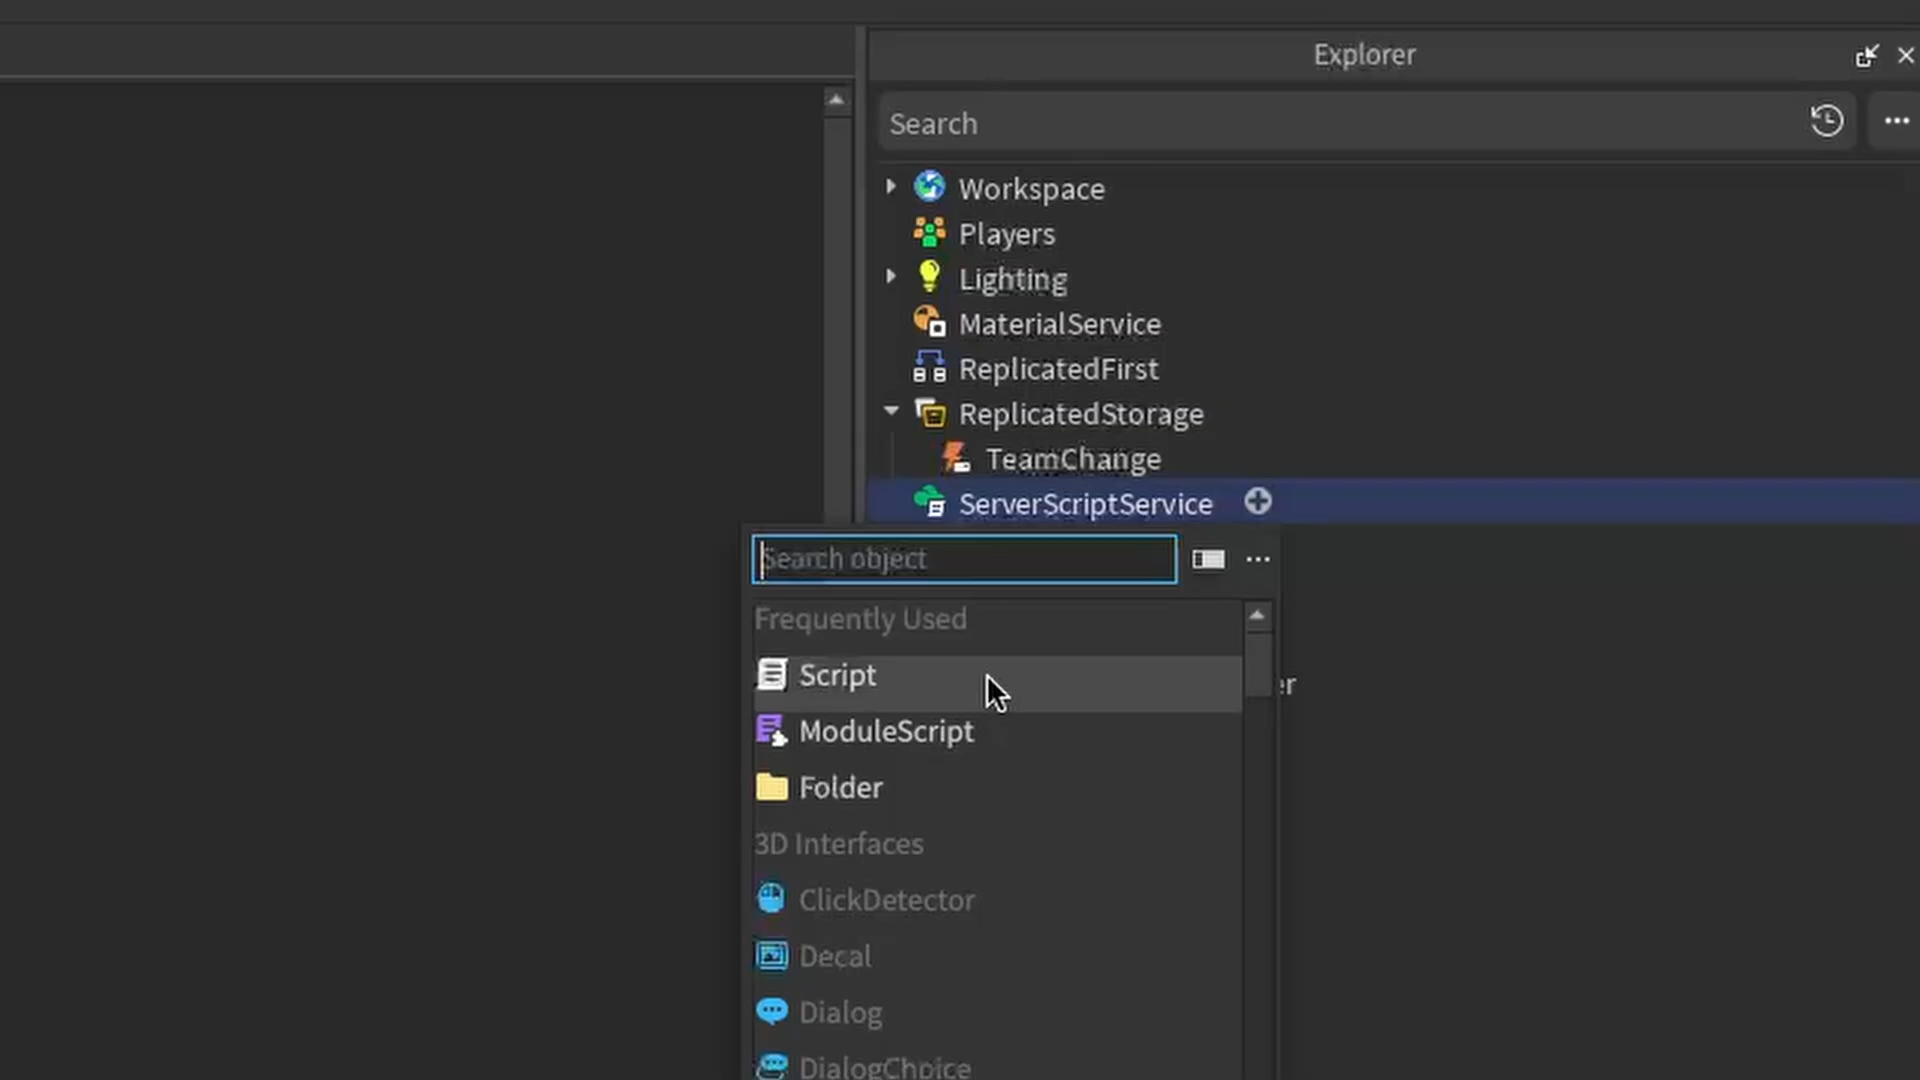 Explorer
Search
Workspace
Players
Lighting
MaterialService
ReplicatedFirst
ReplicatedStorage
TeamChange
ServerScriptService
Search object
Frequently Used
Script
er
ModuleScript
Folder
3D Interfaces
ClickDetector
Decal
Dialog
DialogChoice